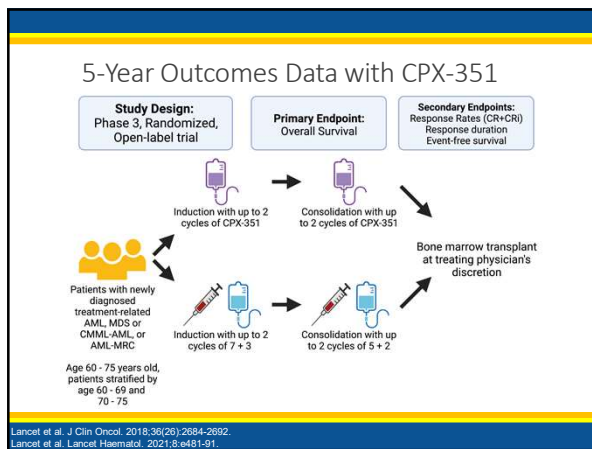 5-Year Outcomes Data with CPX-351
Study Design:
Phase 3, Randomized,
Open-label trial
Primary Endpoint:
Overall Survival
Secondary Endpoints:
Response Rates (CR+CRi)
Response duration
Event-free survival
Induction with up to 2
cycles of CPX-351
Consolidation with up
to 2 cycles of CPX-351
Patients with newly
diagnosed
treatment-related
AML, MDS or
CMML-AML, or
AML-MRC
Age 60 - 75 years old,
patients stratified by
age 60 - 69 and
70 - 75
Induction with up to 2
cycles of 7 + 3
Consolidation with up
to 2 cycles of 5 + 2
Bone marrow transplant
at treating physician's
discretion
Lancet et al. J Clin Oncol. 2018;36(26):2684-2692.
Lancet et al. Lancet Haematol. 2021;8:e481-91.